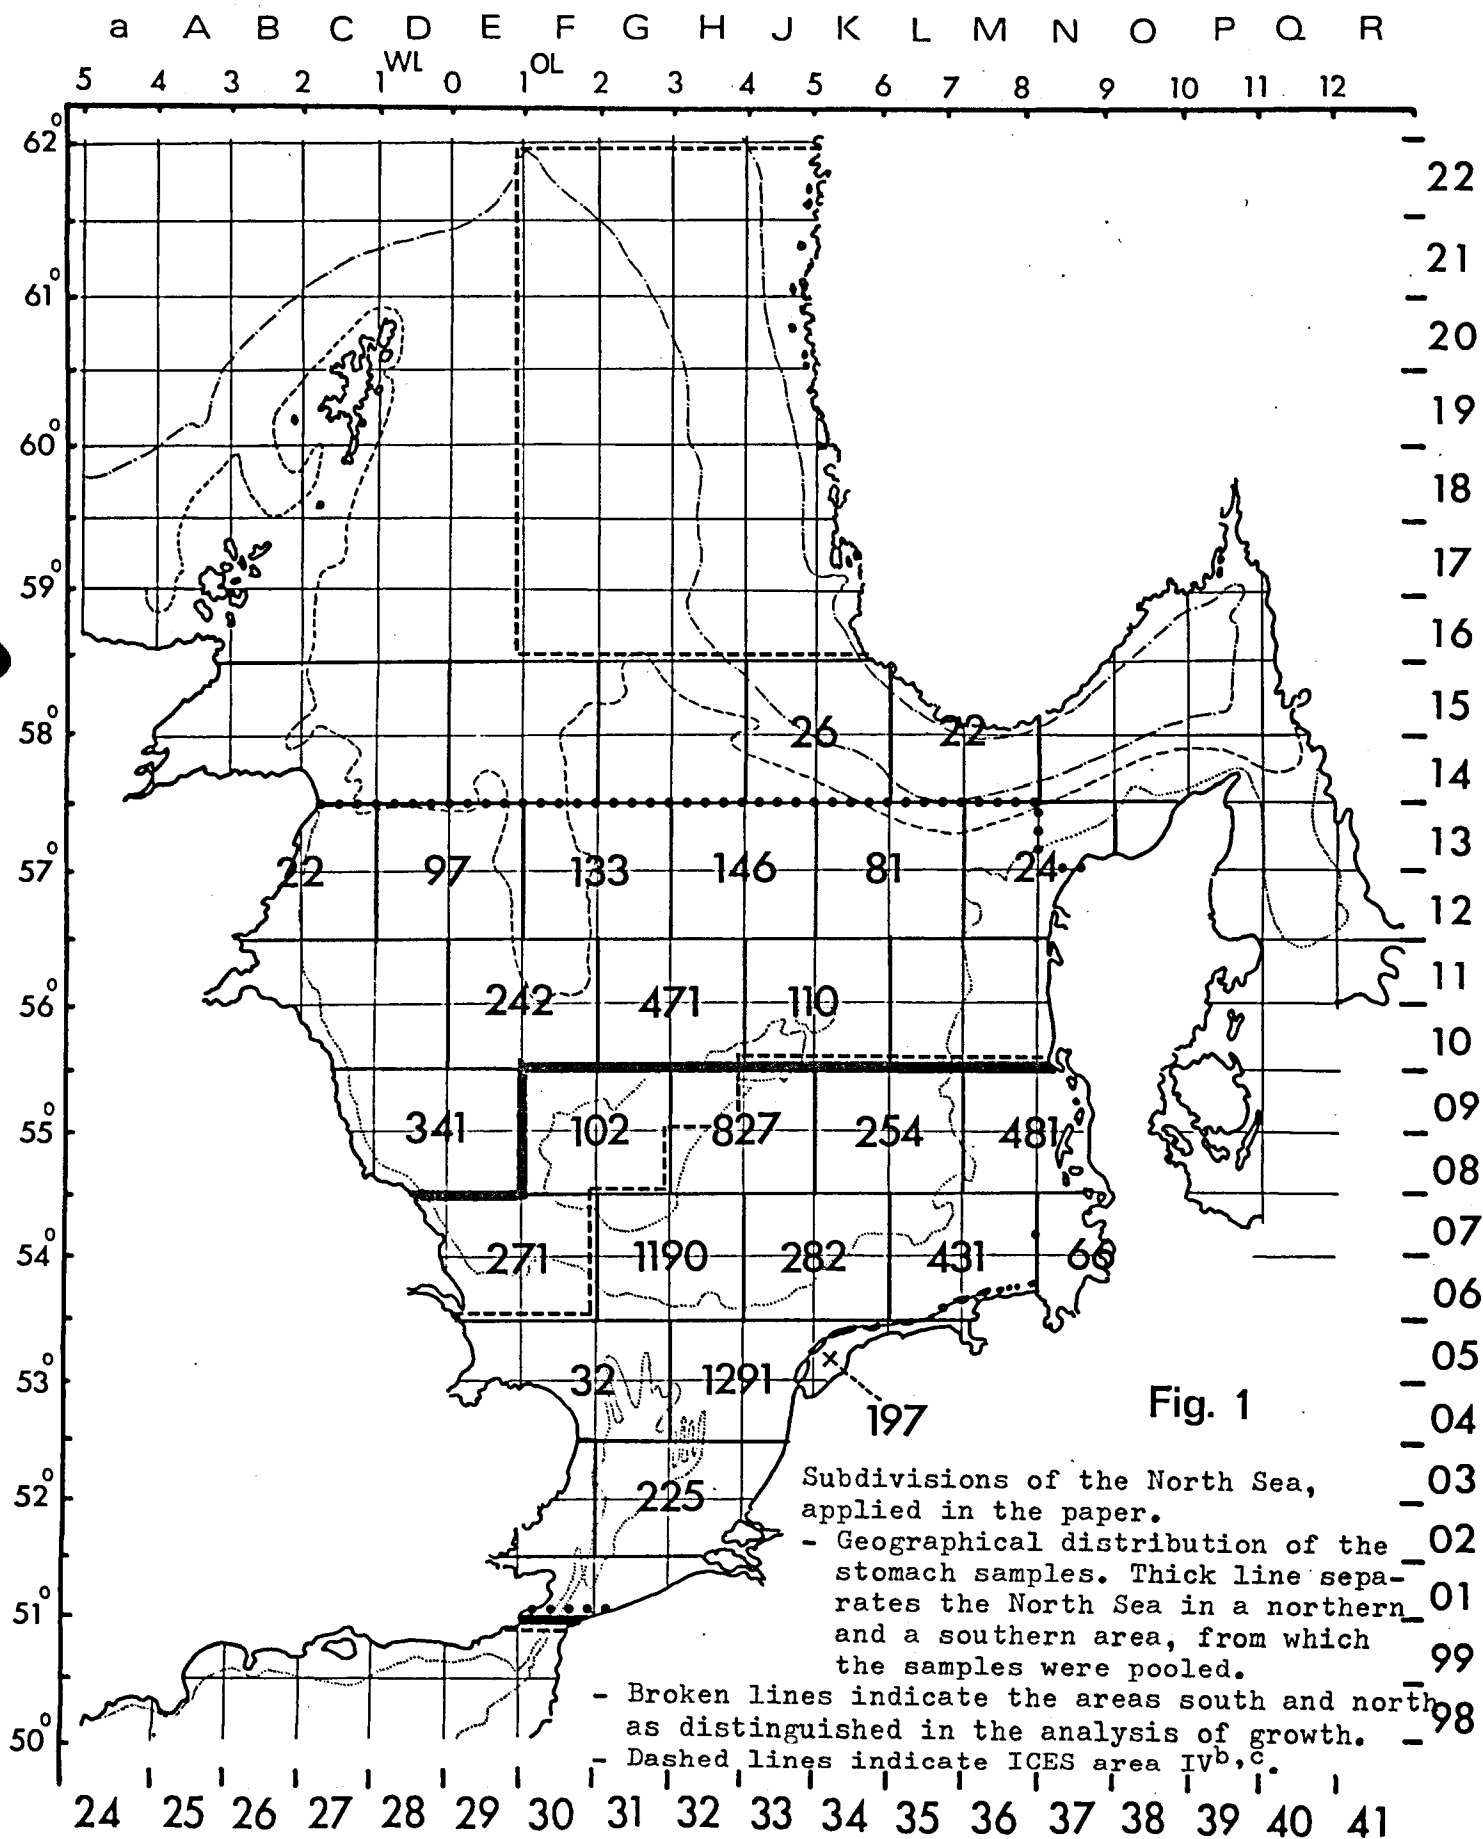 a A B C D E F G H J K L M N O P Q R
WL OL
5 4 3 2 1 0 1 2 3 4 5 6 7 8 9 10 11 12
62°
22
21
61°
20
19
60°
18
17
59°
16
15
58°
26 22
14
13
57°
22 97 133 146 81 24
12
11
56°
242 471 110
10
09
55°
341 102 827 254 481
08
07
54°
271 1190 282 431 66
06
05
53°
32 1291
197
Fig. 1
04
03
52°
225
02
01
51°
99
98
50°
Subdivisions of the North Sea,
applied in the paper.
- Geographical distribution of the
stomach samples. Thick line sepa-
rates the North Sea in a northern
and a southern area, from which
the samples were pooled.
- Broken lines indicate the areas south and north
as distinguished in the analysis of growth.
- Dashed lines indicate ICES area IVb,c.
24 25 26 27 28 29 30 31 32 33 34 35 36 37 38 39 40 41